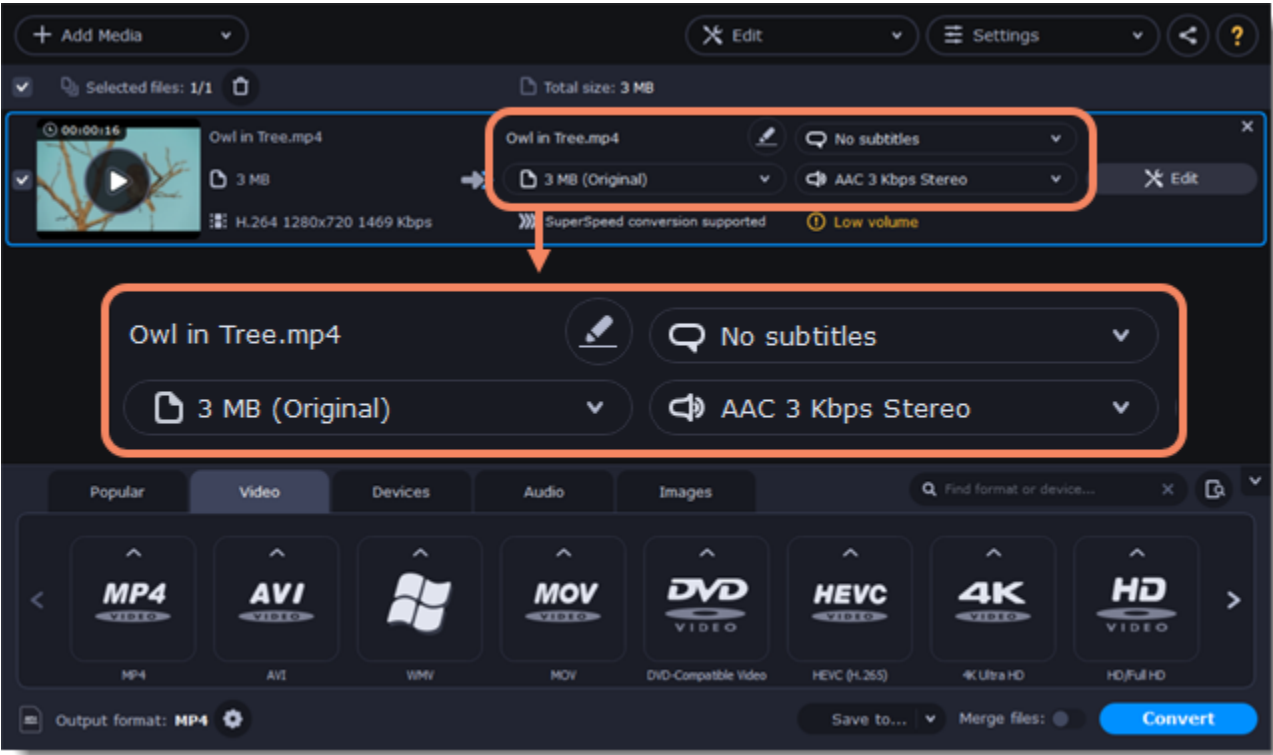 Add Media
Edit
Settings
?
Selected files: 1/1
Total size: 3 MB
00:00:16
Owl in Tree.mp4
3 MB
H.264 1280x720 1469 Kbps
Owl in Tree.mp4
No subtitles
3 MB (Original)
AAC 3 Kbps Stereo
Edit
SuperSpeed conversion supported
Low volume
Owl in Tree.mp4
No subtitles
3 MB (Original)
AAC 3 Kbps Stereo
Popular
Video
Devices
Audio
Images
Find format or device...
MP4 VIDEO
AVI VIDEO
MOV VIDEO
DVD VIDEO
HEVC VIDEO
4K VIDEO
HD VIDEO
MP4
AVI
WMV
MOV
DVD-Compatible Video
HEVC (H.265)
4K Ultra HD
HD/Full HD
Output format: MP4
Save to...
Merge files:
Convert